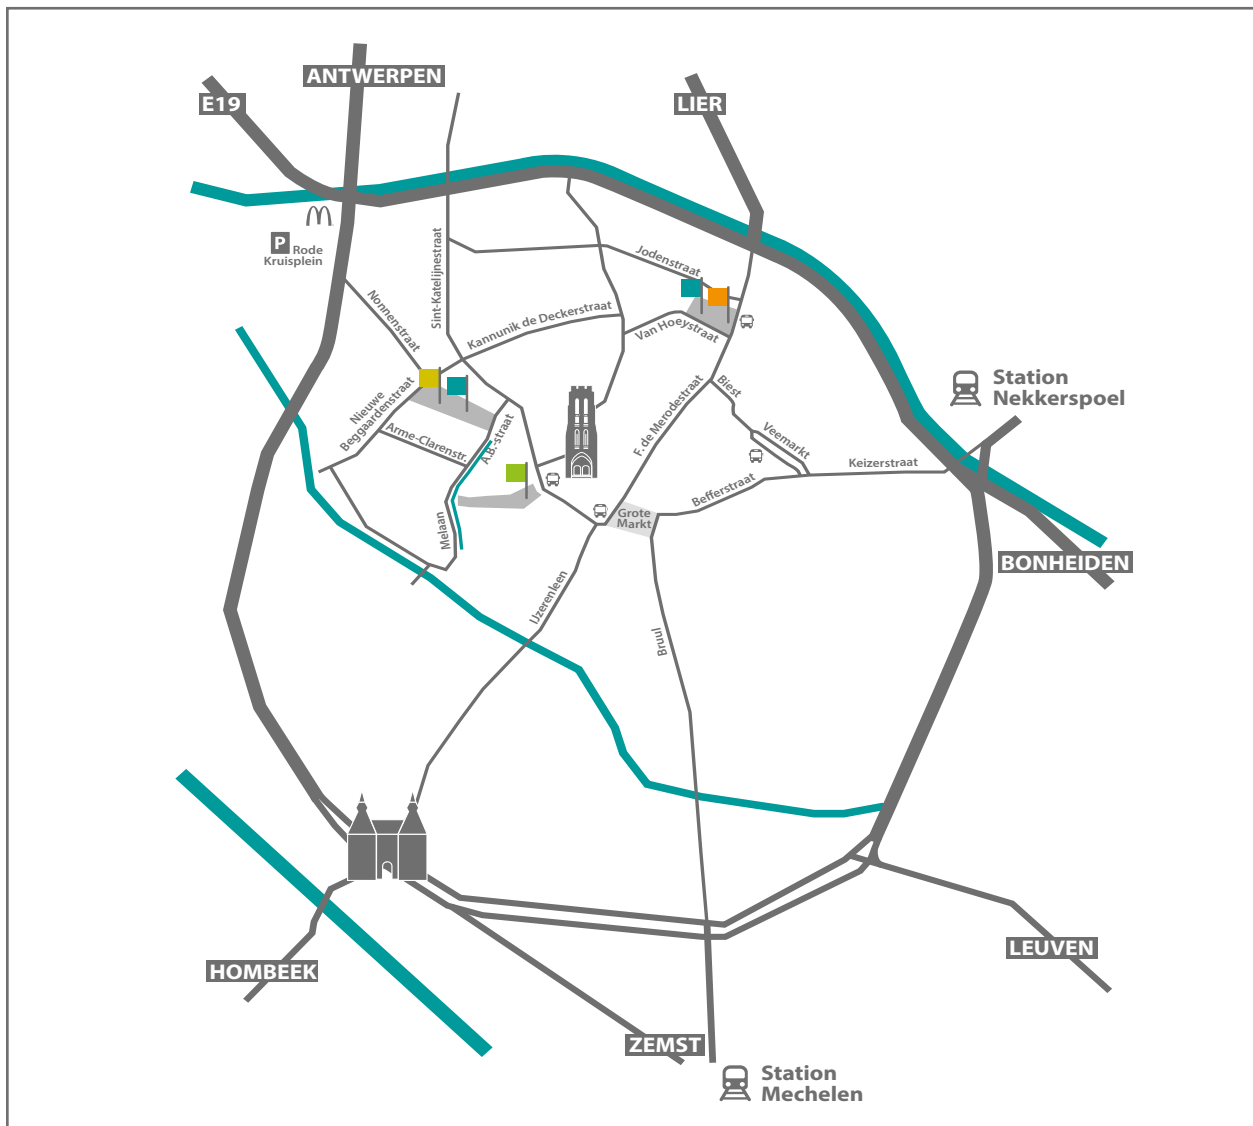 ANTWERPEN
E19
LIER
P Rode
Kruisplein
Sint-Katelijnestraat
Jodenstraat
Nonnenstraat
Kannunik de Deckerstraat
Van Hoeystraat
Station
Nekkerspoel
Nieuwe
Beggaardenstraat
Arme-Clarenstr.
A.B.-straat
F. de Merodestraat
Biest
Veemarkt
Keizerstraat
Befferstraat
Grote
Markt
Melaan
BONHEIDEN
IJzerenleen
Bruul
HOMBEEK
LEUVEN
ZEMST
Station
Mechelen